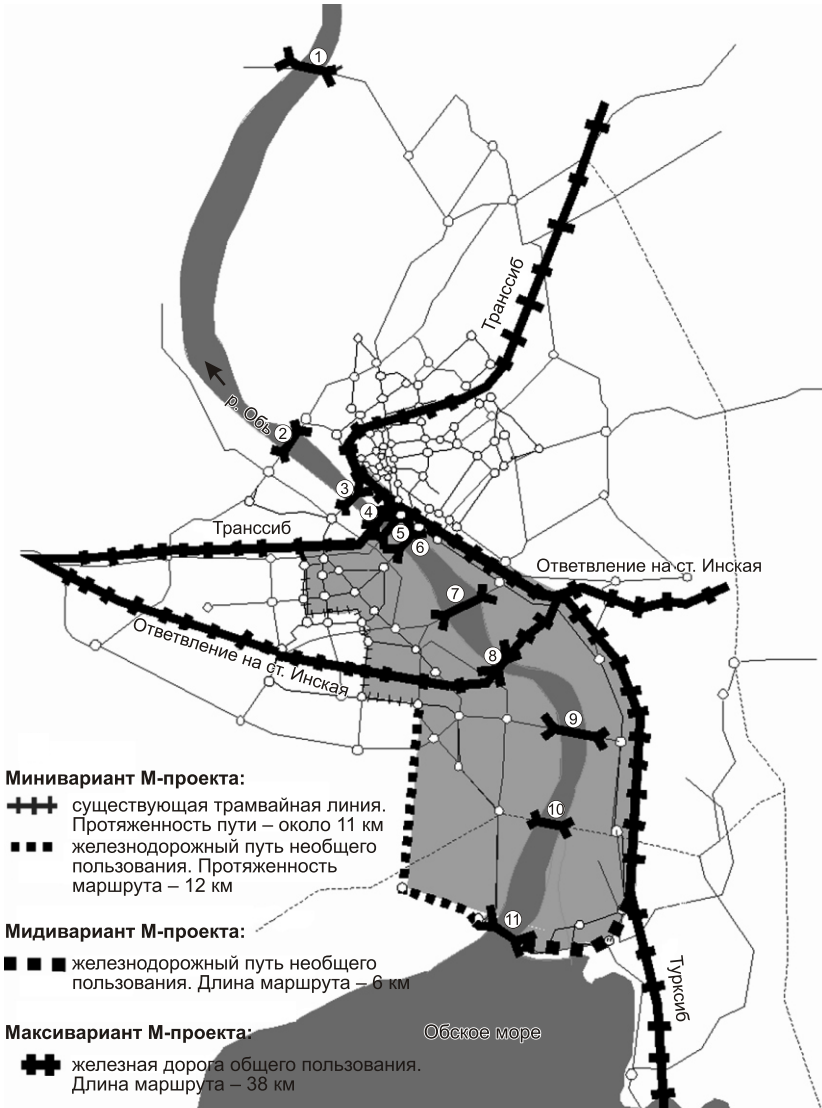 1
Транссиб
р. Обь
2
3
4
Транссиб
5
6
Ответвление на ст. Инская
7
Ответвление на ст. Инская
8
9
Минивариант М-проекта:
существующая трамвайная линия.
Протяженность пути – около 11 км
10
железнодорожный путь необщего
пользования. Протяженность
маршрута – 12 км
11
Мидивариант М-проекта:
железнодорожный путь необщего
пользования. Длина маршрута – 6 км
Турксиб
Обское море
Максивариант М-проекта:
железная дорога общего пользования.
Длина маршрута – 38 км